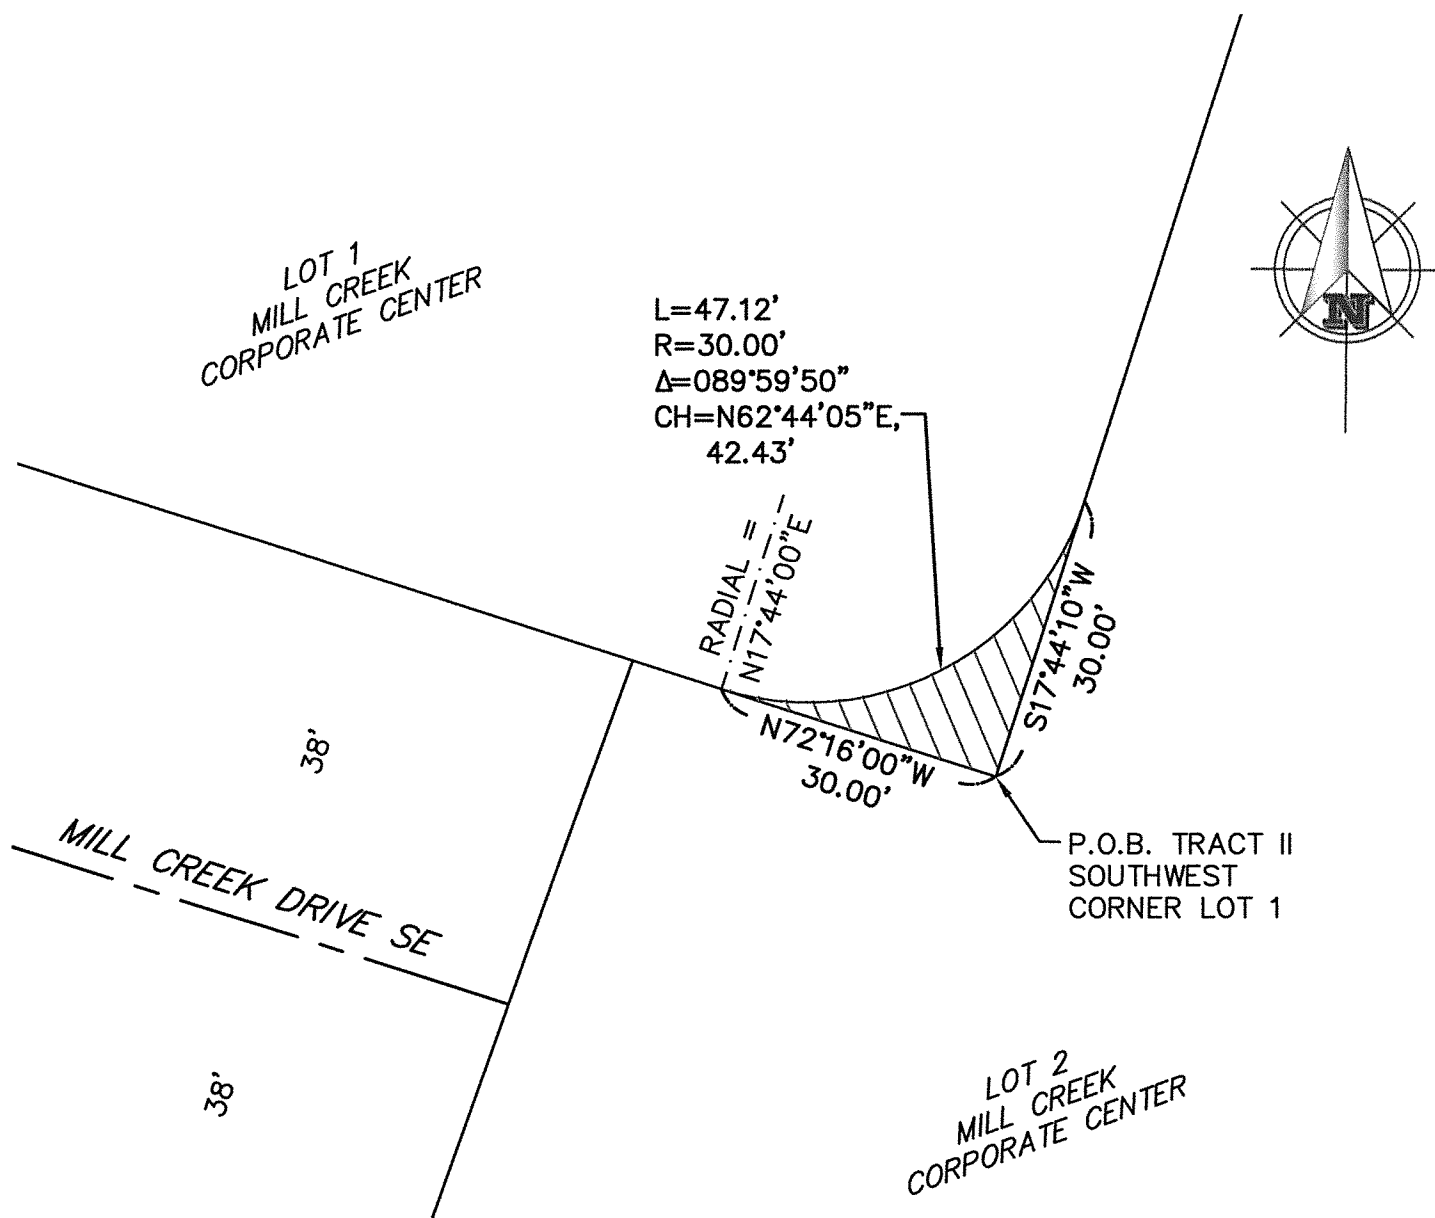 LOT 1
MILL CREEK
CORPORATE CENTER
L=47.12'
R=30.00'
Δ=089°59'50"
CH=N62°44'05"E,
42.43'
N
RADIAL =
N17°44'00"E
S17°44'10"W
30.00'
N72°16'00"W
30.00'
38'
MILL CREEK DRIVE SE
P.O.B. TRACT II
SOUTHWEST
CORNER LOT 1
38'
LOT 2
MILL CREEK
CORPORATE CENTER